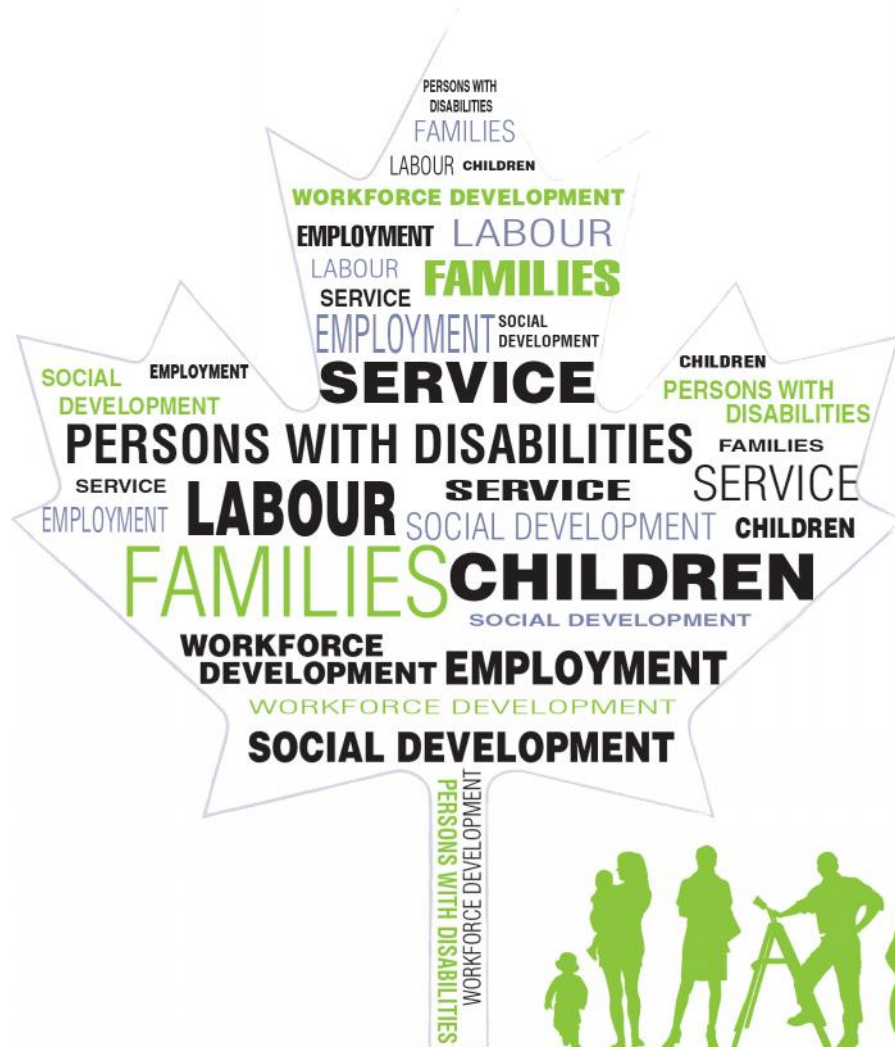 PERSONS WITH
DISABILITIES
FAMILIES
LABOUR CHILDREN
WORKFORCE DEVELOPMENT
EMPLOYMENT LABOUR
LABOUR FAMILIES
SERVICE
EMPLOYMENT SOCIAL
DEVELOPMENT
SERVICE
SOCIAL
DEVELOPMENT
EMPLOYMENT
CHILDREN
PERSONS WITH
DISABILITIES
PERSONS WITH DISABILITIES
FAMILIES
SERVICE
EMPLOYMENT
LABOUR
SERVICE
SOCIAL DEVELOPMENT
SERVICE
CHILDREN
FAMILIES CHILDREN
SOCIAL DEVELOPMENT
WORKFORCE
DEVELOPMENT EMPLOYMENT
WORKFORCE DEVELOPMENT
SOCIAL DEVELOPMENT
PERSONS WITH DISABILITIES
WORKFORCE DEVELOPMENT